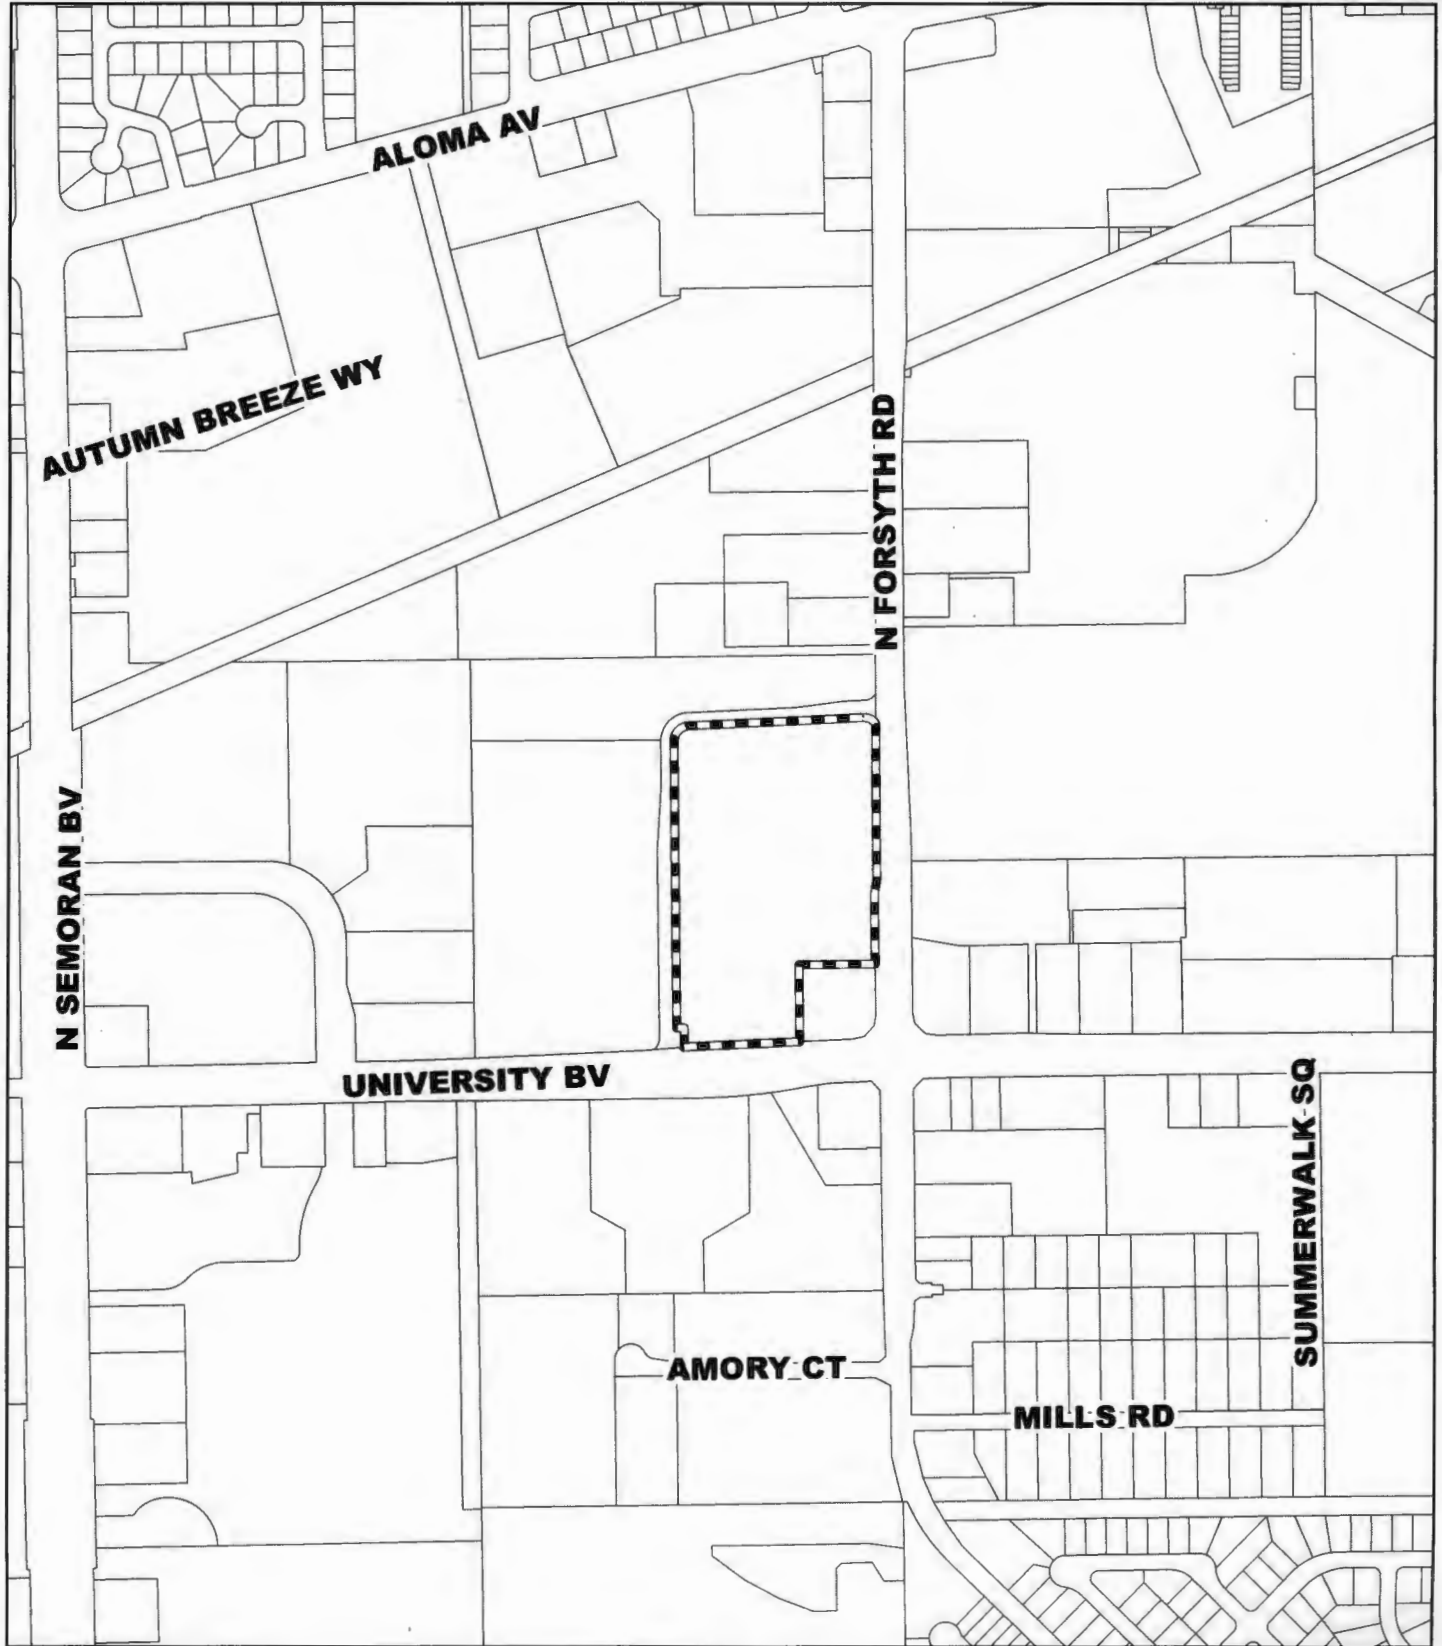 ALOMA AV
AUTUMN BREEZE WY
N FORSYTH RD
N SEMORAN BV
UNIVERSITY BV
SUMMERWALK SQ
AMORY CT
MILLS RD